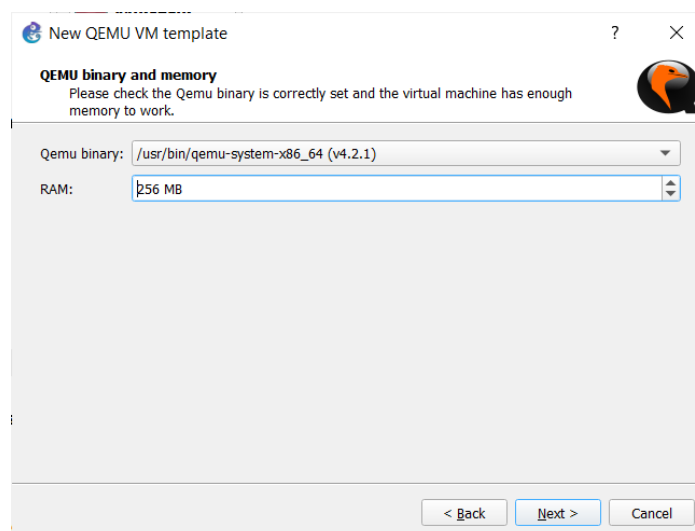 New QEMU VM template
?
QEMU binary and memory
Please check the Qemu binary is correctly set and the virtual machine has enough
memory to work.
Qemu binary: /usr/bin/qemu-system-x86_64 (v4.2.1)
RAM: 256 MB
< Back Next > Cancel